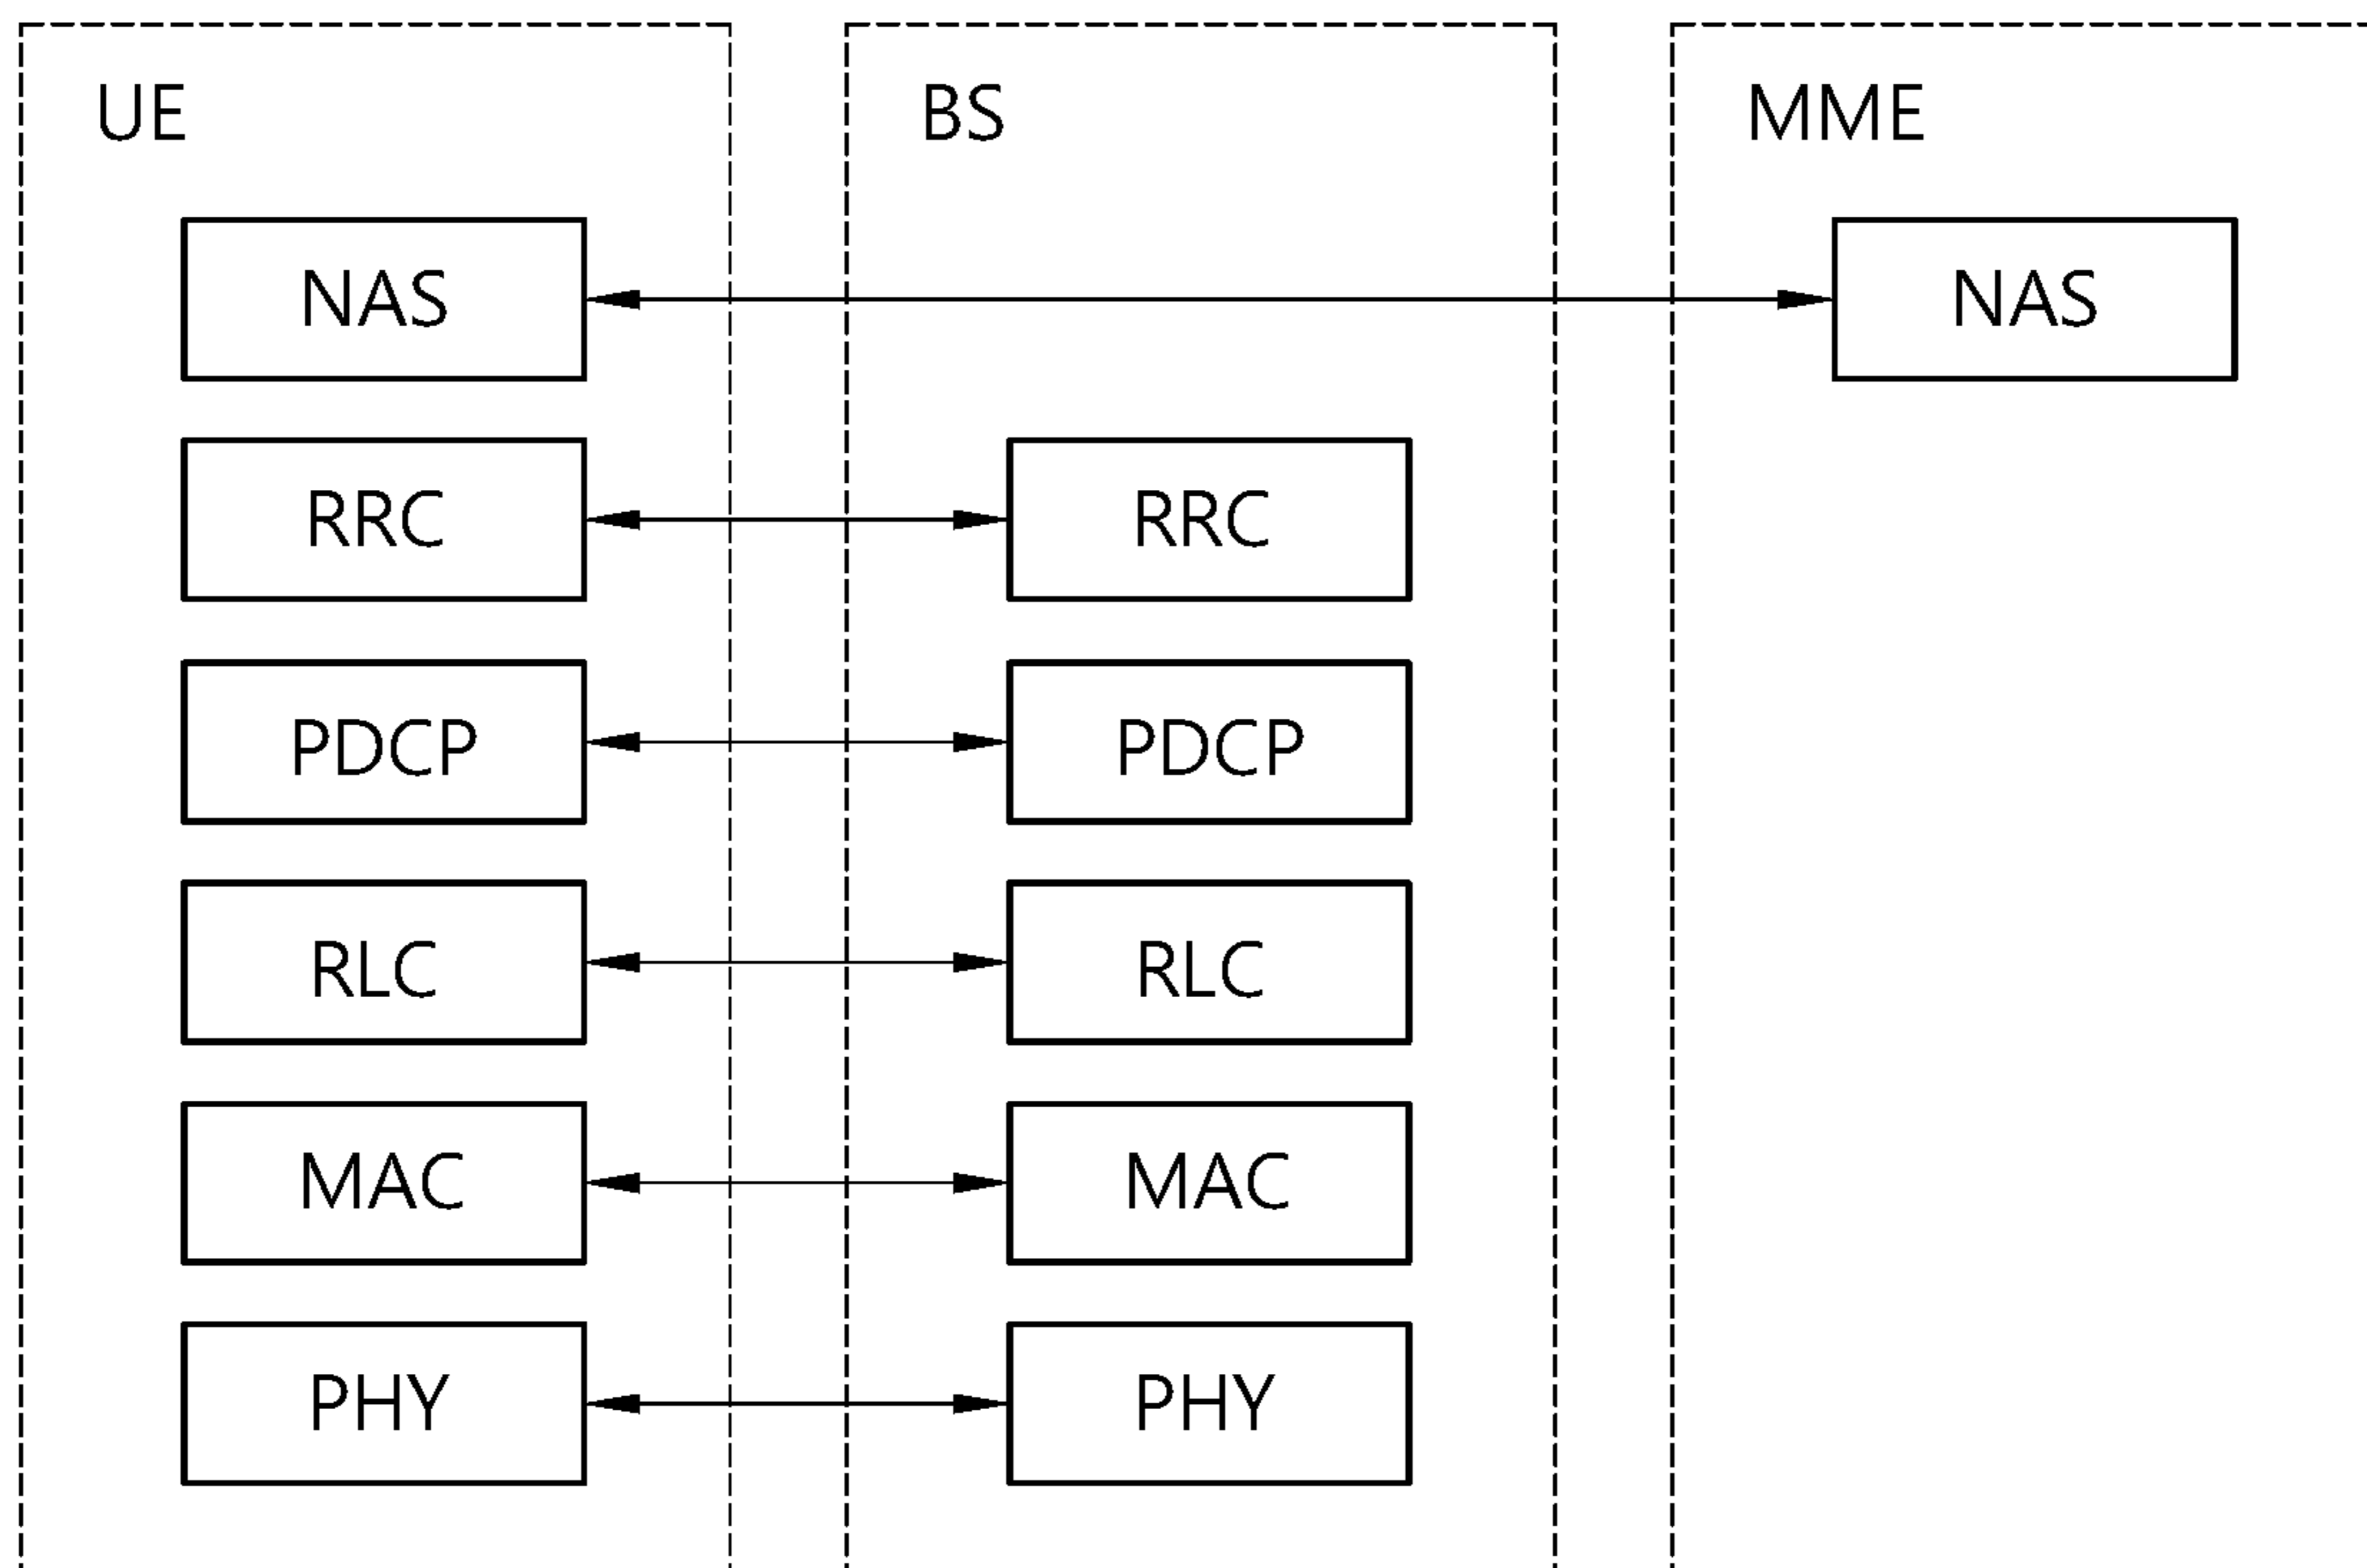 UE
BS
MME
NAS
NAS
RRC
RRC
PDCP
PDCP
RLC
RLC
MAC
MAC
PHY
PHY